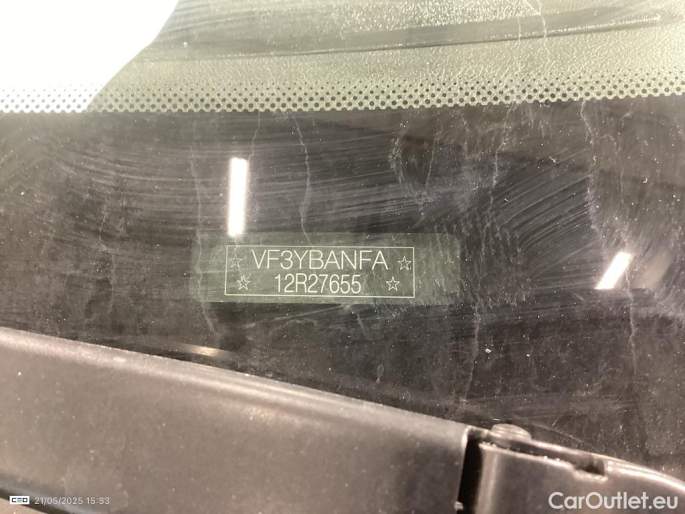 ☆ VF3YBANFA ☆
☆ 12R27655 ☆
21/05/2025 15:53
CarOutlet.eu